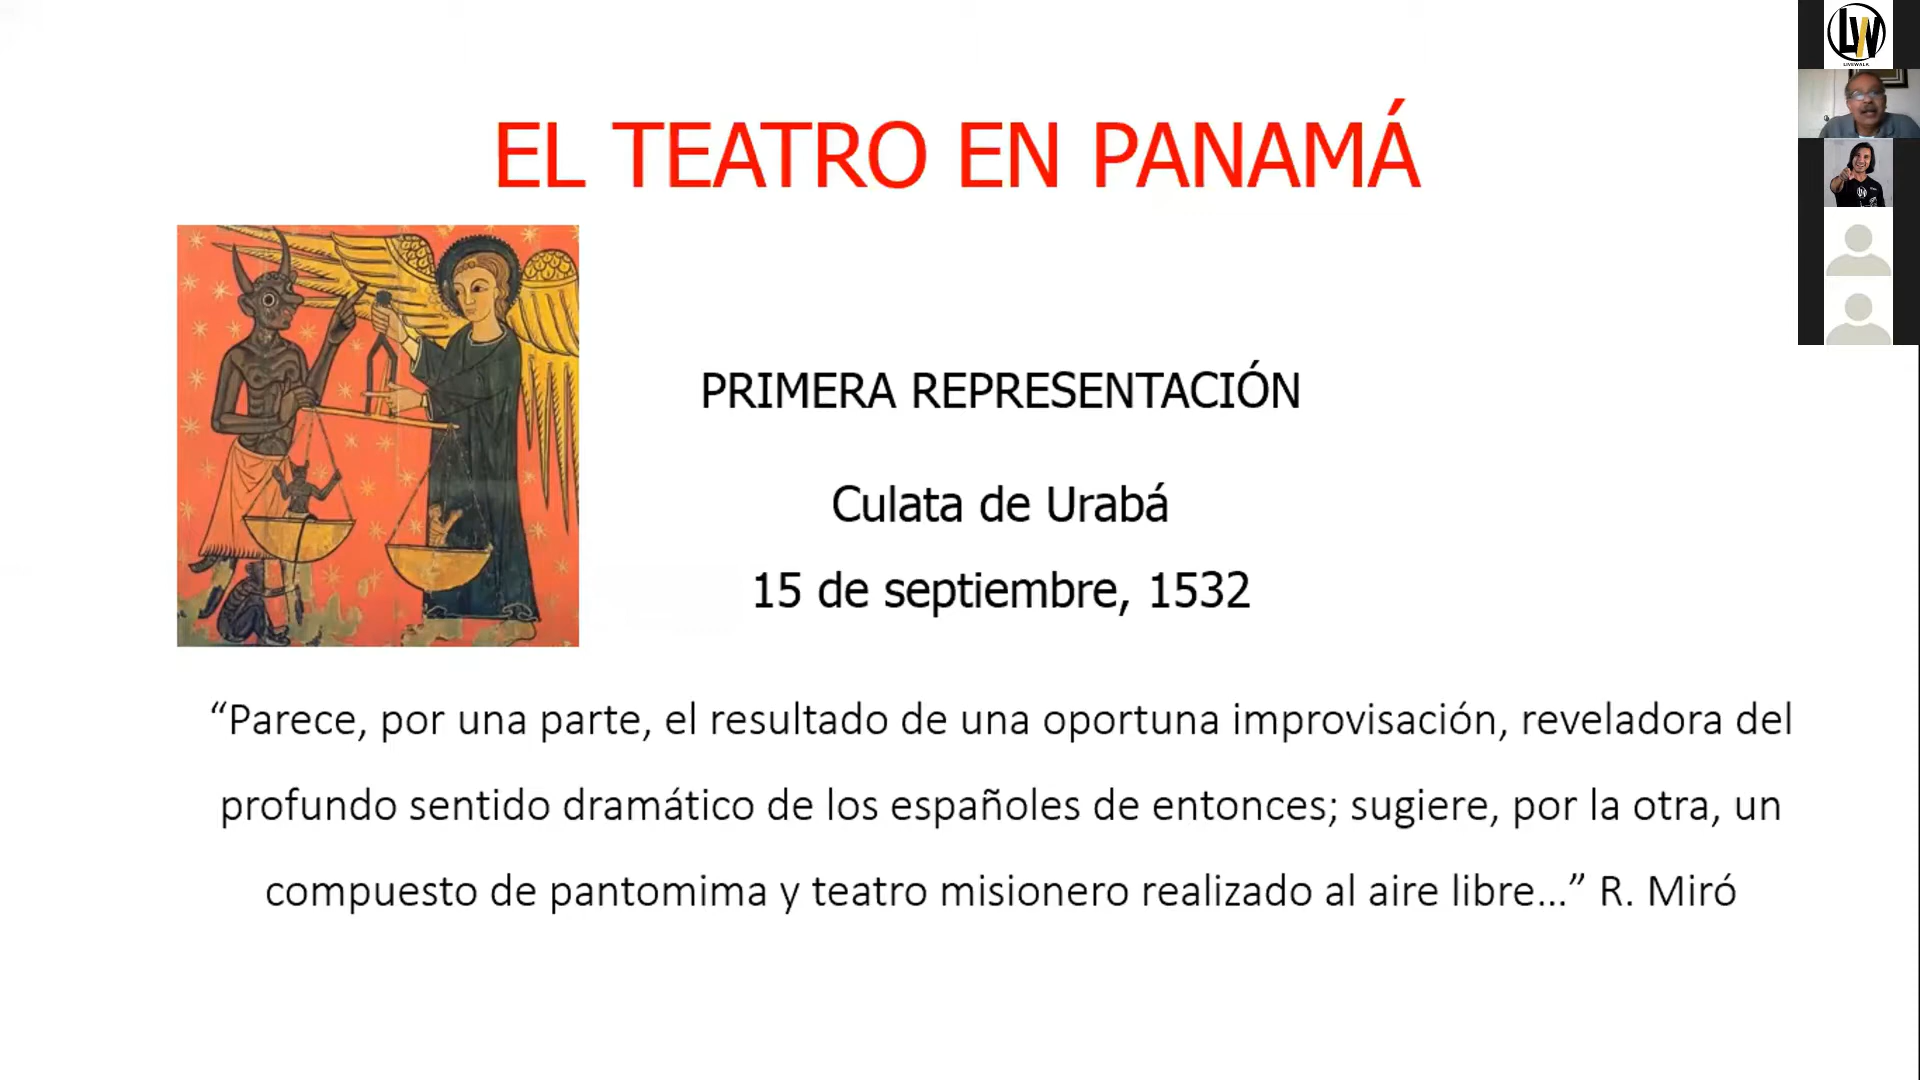 EL TEATRO EN PANAMÁ
PRIMERA REPRESENTACIÓN
Culata de Urabá
15 de septiembre, 1532
“Parece, por una parte, el resultado de una oportuna improvisación, reveladora del
profundo sentido dramático de los españoles de entonces; sugiere, por la otra, un
compuesto de pantomima y teatro misionero realizado al aire libre...” R. Miró
LW
LIVEWALK